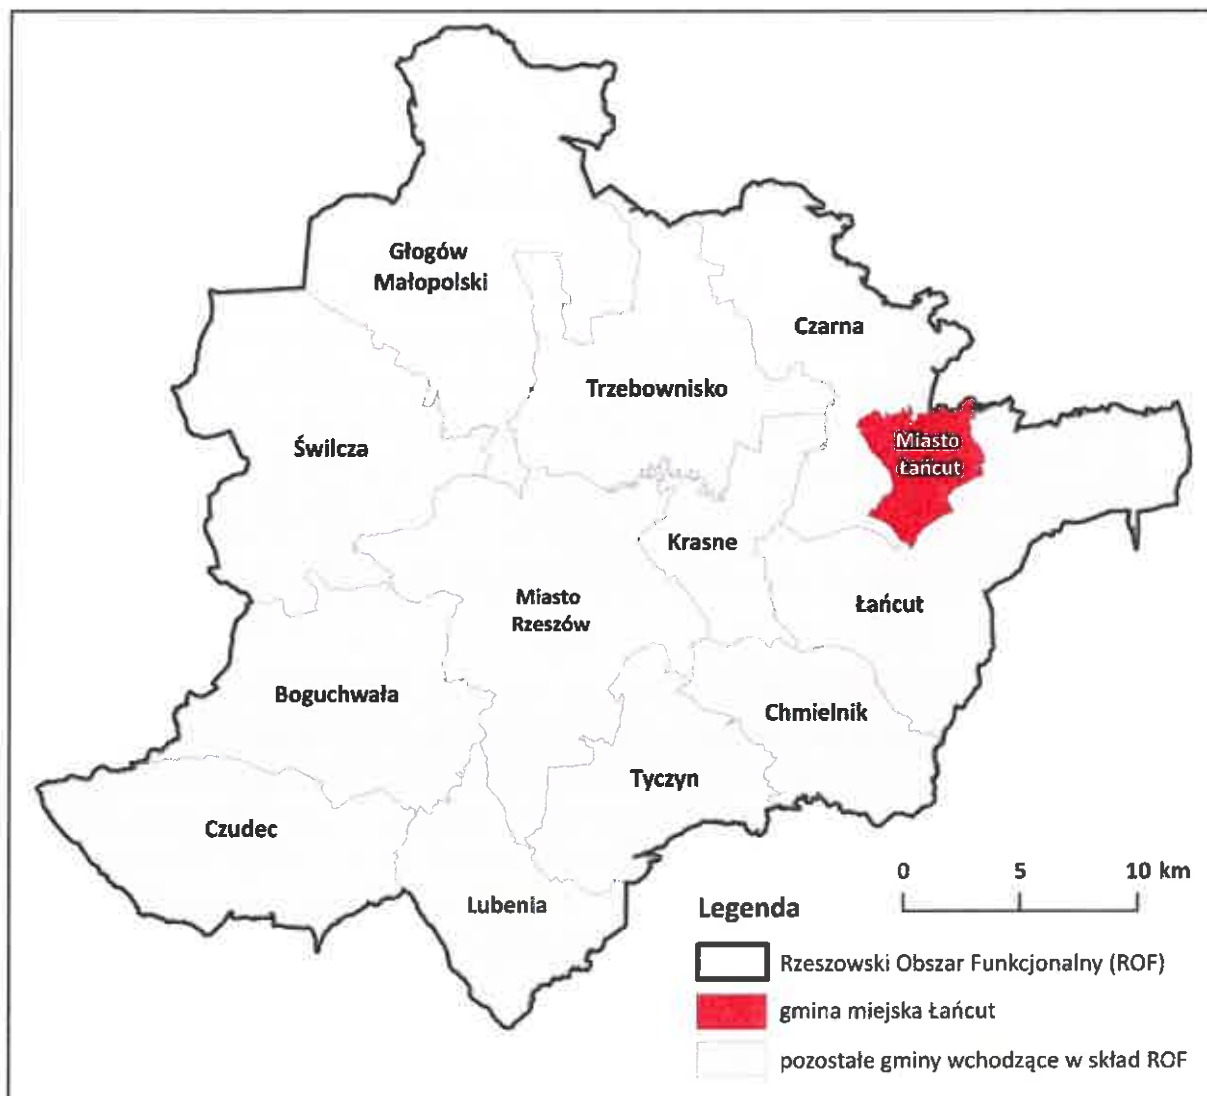 Głogów
Małopolski
Czarna
Trzebownisko
Miasto
Łańcut
Świlcza
Krasne
Miasto
Rzeszów
Łańcut
Boguchwała
Chmielnik
Tyczyn
Czudec
Lubenia
0 5 10 km
Legenda
Rzeszowski Obszar Funkcjonalny (ROF)
gmina miejska Łańcut
pozostałe gminy wchodzące w skład ROF